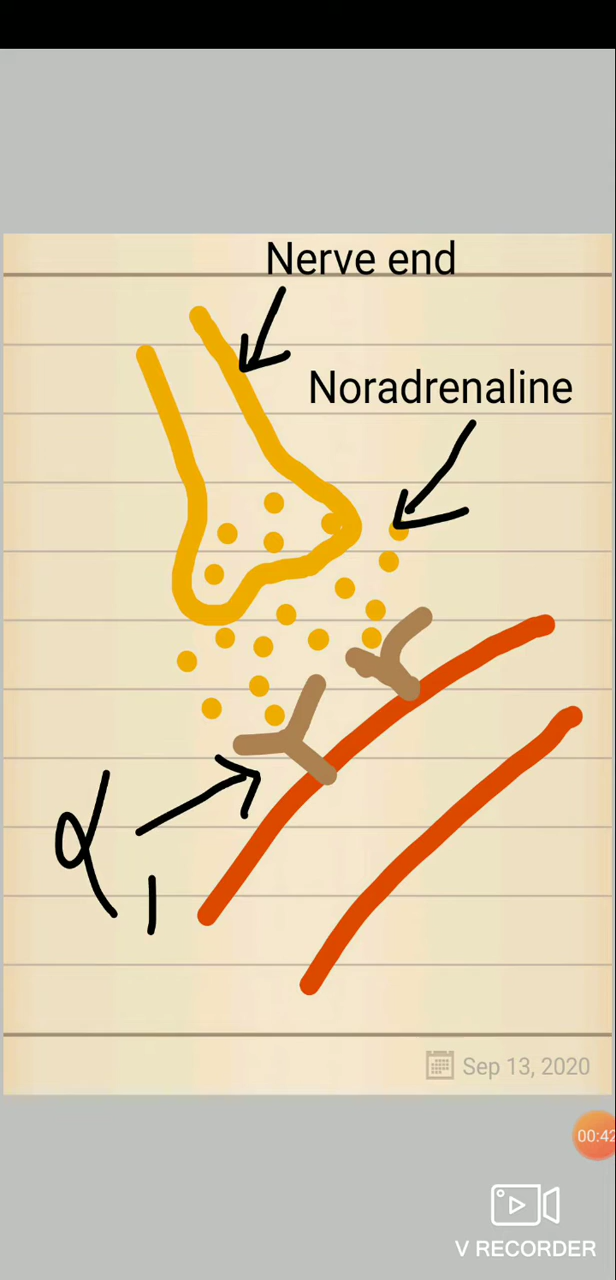 Nerve end
Noradrenaline
α1
Sep 13, 2020
00:42
V RECORDER